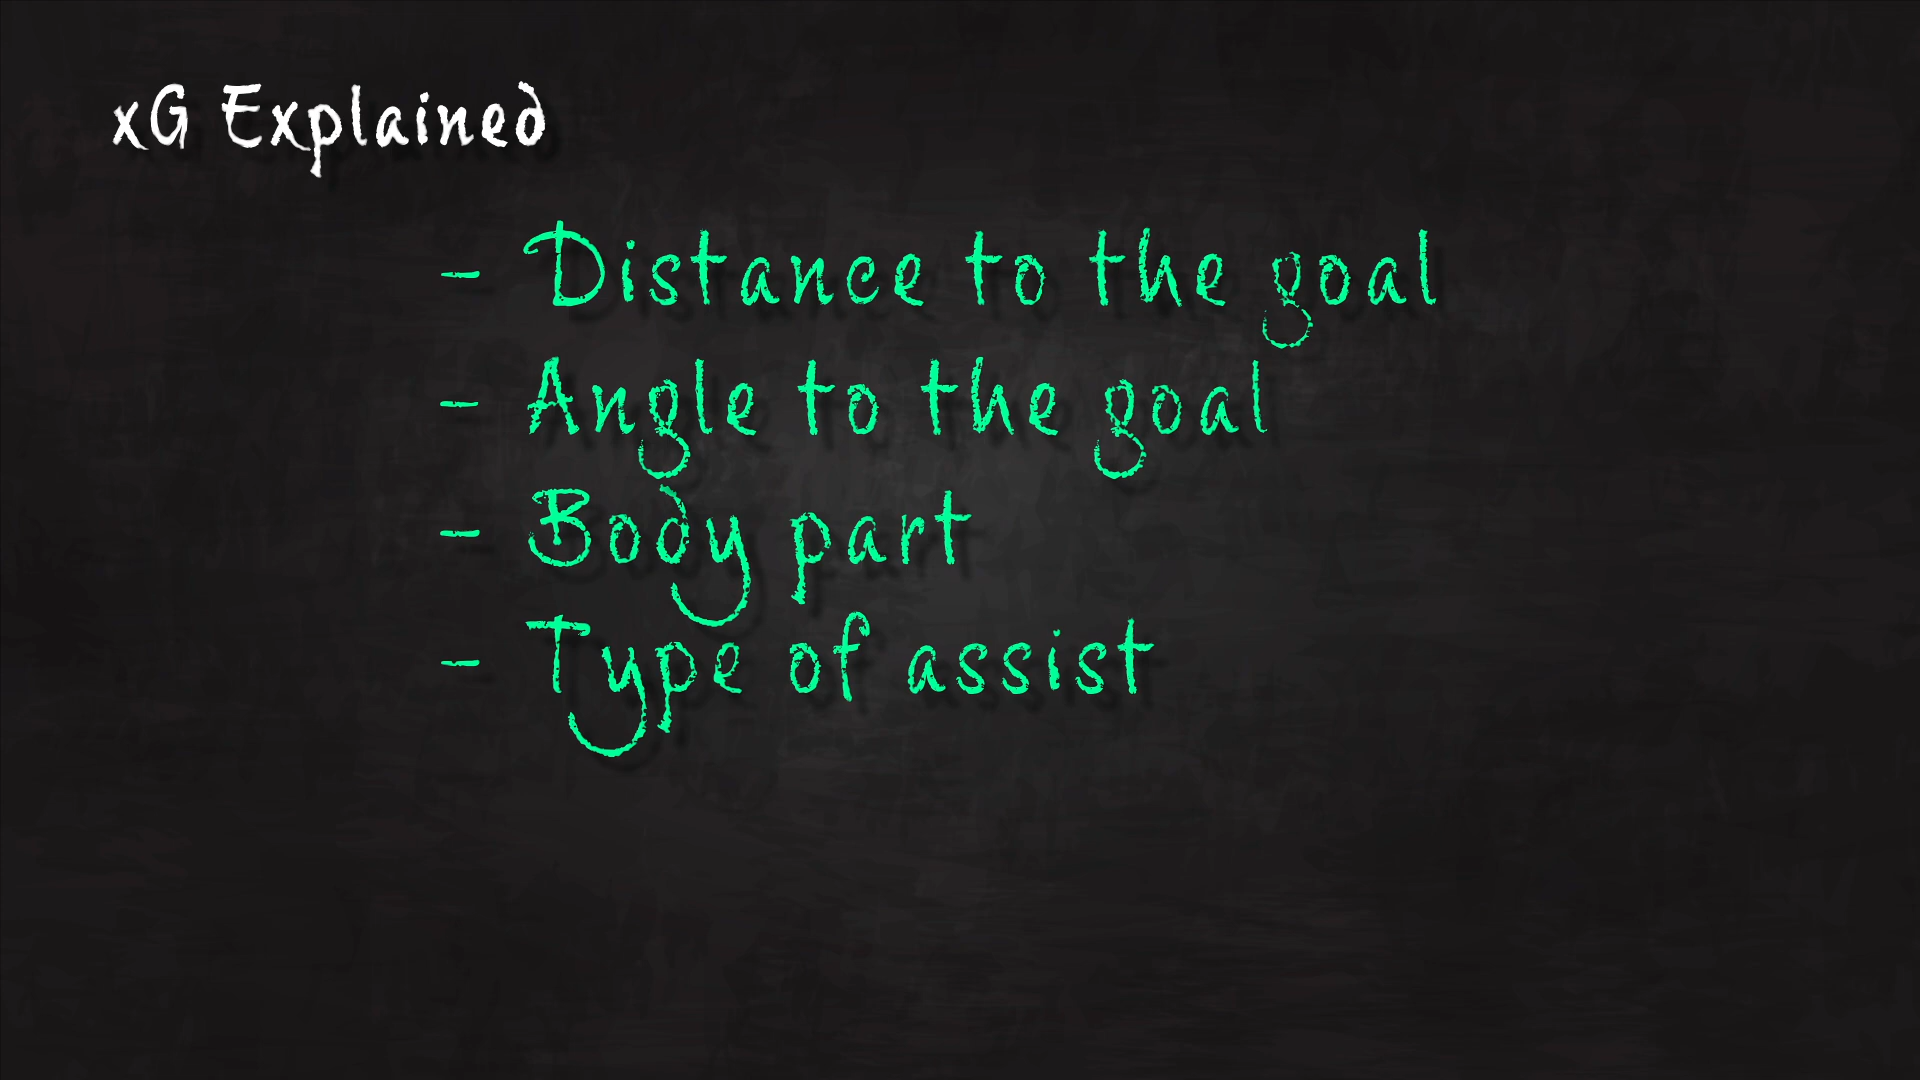 xG Explained
- Distance to the goal
- Angle to the goal
- Body part
- Type of assist